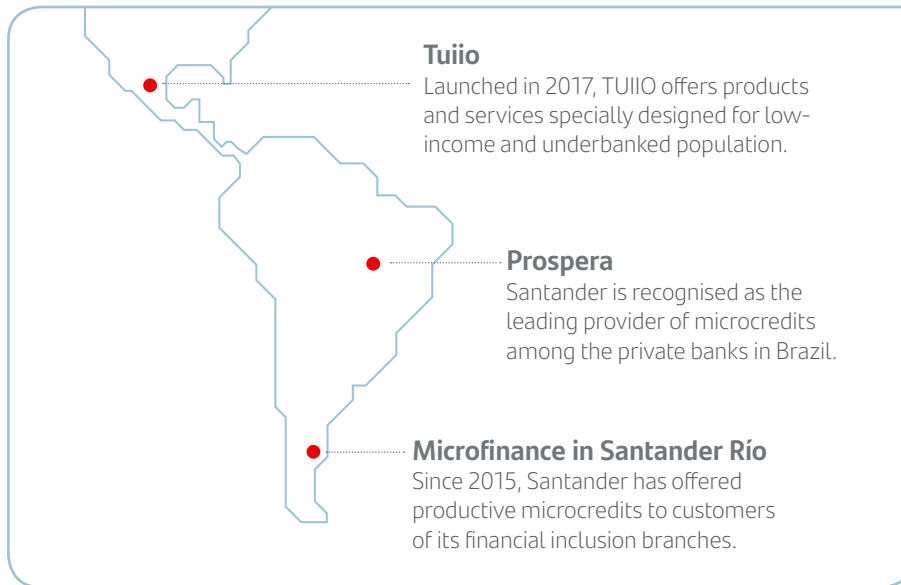 Tuiio
Launched in 2017, TUIIO offers products
and services specially designed for low-
income and underbanked population.
Prospera
Santander is recognised as the
leading provider of microcredits
among the private banks in Brazil.
Microfinance in Santander Río
Since 2015, Santander has offered
productive microcredits to customers
of its financial inclusion branches.